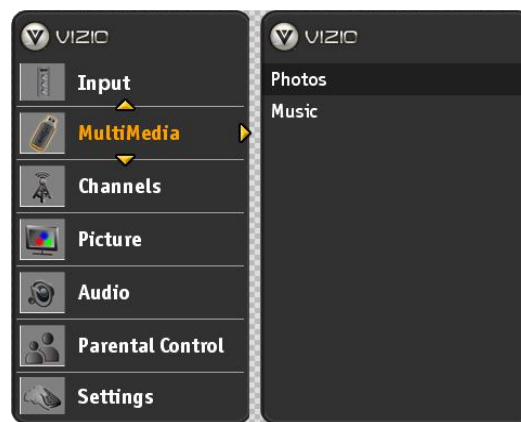 VIZIO
Input
MultiMedia
Channels
Picture
Audio
Parental Control
Settings
VIZIO
Photos
Music